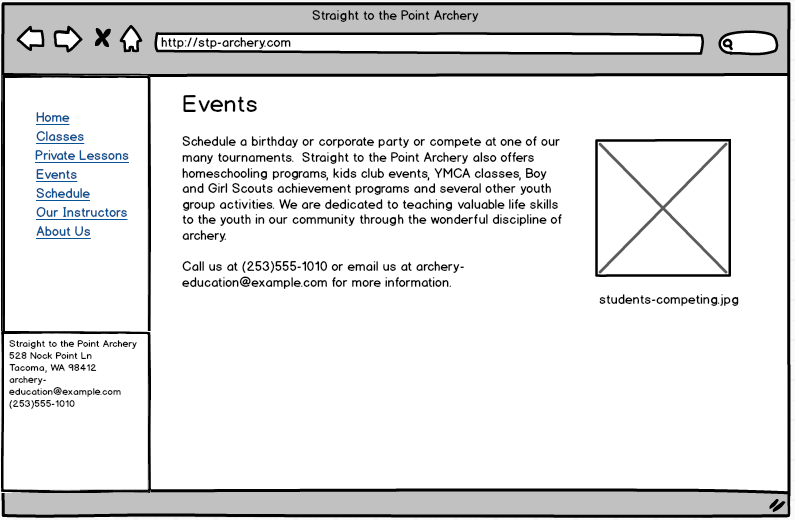 Straight to the Point Archery
http://stp-archery.com
Home
Classes
Private Lessons
Events
Schedule
Our Instructors
About Us
Straight to the Point Archery
528 Nock Point Ln
Tacoma, WA 98412
archery-
education@example.com
(253)555-1010
Events
Schedule a birthday or corporate party or compete at one of our
many tournaments. Straight to the Point Archery also offers
homeschooling programs, kids club events, YMCA classes, Boy
and Girl Scouts achievement programs and several other youth
group activities. We are dedicated to teaching valuable life skills
to the youth in our community through the wonderful discipline of
archery.
Call us at (253)555-1010 or email us at archery-
education@example.com for more information.
students-competing.jpg